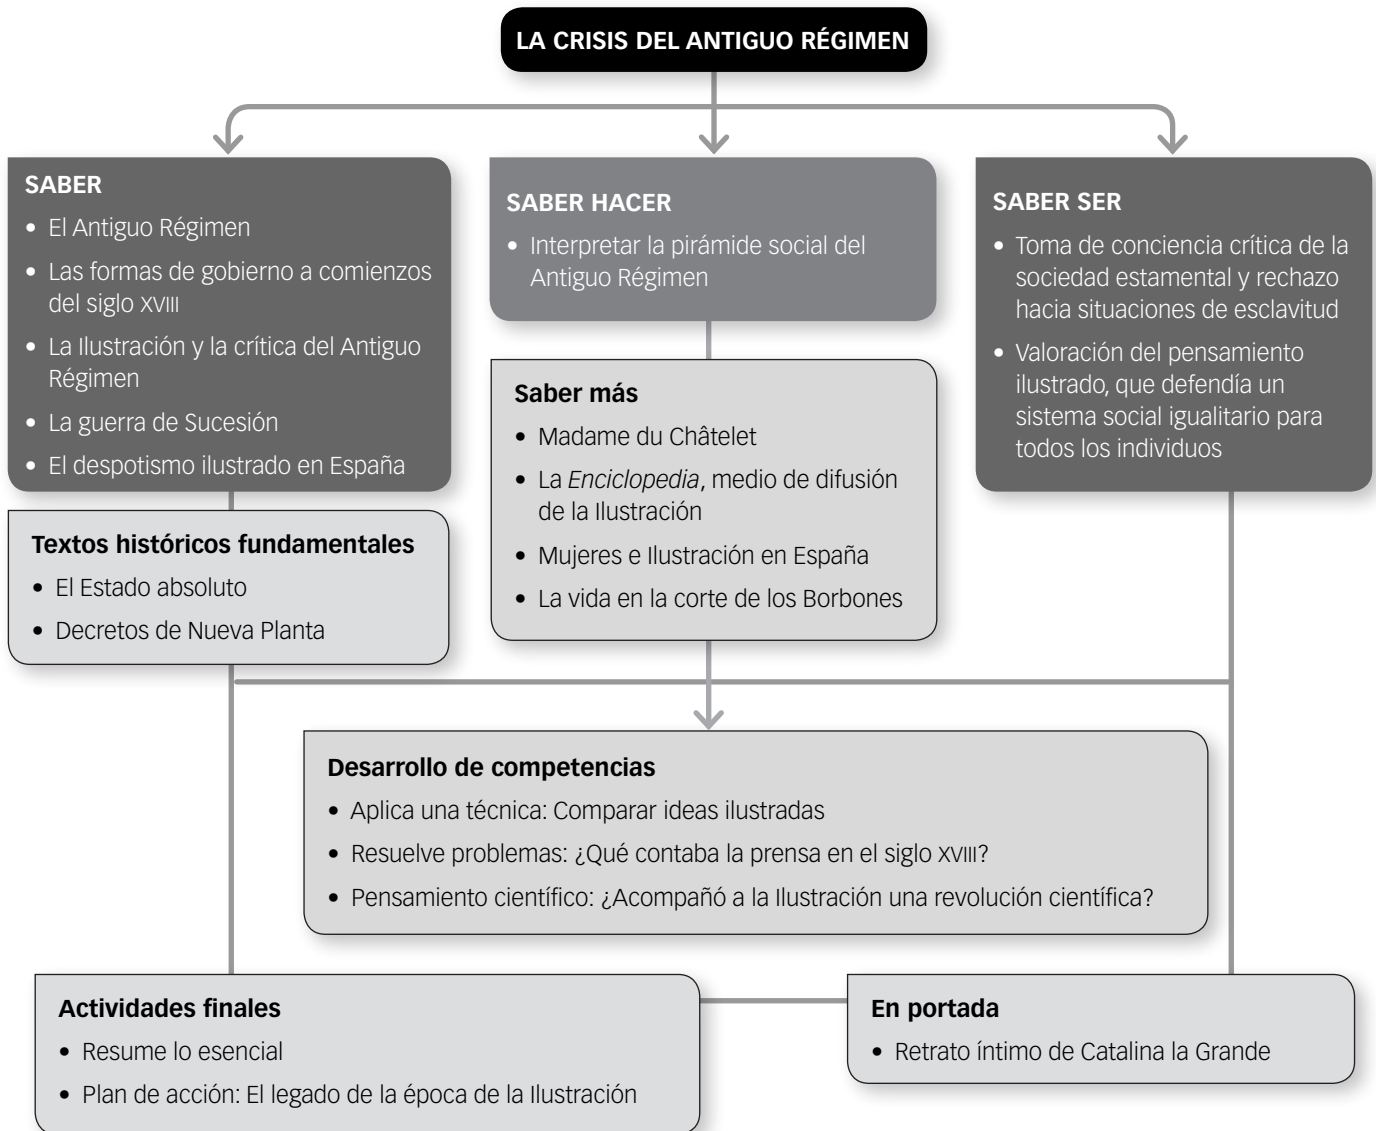 LA CRISIS DEL ANTIGUO RÉGIMEN
SABER
• El Antiguo Régimen
• Las formas de gobierno a comienzos
del siglo XVIII
• La Ilustración y la crítica del Antiguo
Régimen
• La guerra de Sucesión
• El despotismo ilustrado en España
SABER HACER
• Interpretar la pirámide social del
Antiguo Régimen
SABER SER
• Toma de conciencia crítica de la
sociedad estamental y rechazo
hacia situaciones de esclavitud
• Valoración del pensamiento
ilustrado, que defendía un
sistema social igualitario para
todos los individuos
Textos históricos fundamentales
• El Estado absoluto
• Decretos de Nueva Planta
Saber más
• Madame du Châtelet
• La Enciclopedia, medio de difusión
de la Ilustración
• Mujeres e Ilustración en España
• La vida en la corte de los Borbones
Desarrollo de competencias
• Aplica una técnica: Comparar ideas ilustradas
• Resuelve problemas: ¿Qué contaba la prensa en el siglo XVIII?
• Pensamiento científico: ¿Acompañó a la Ilustración una revolución científica?
Actividades finales
• Resume lo esencial
• Plan de acción: El legado de la época de la Ilustración
En portada
• Retrato íntimo de Catalina la Grande